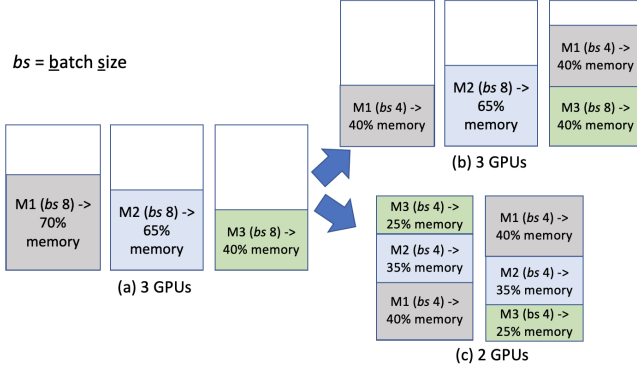 bs = batch size
M1 (bs 8) ->
70%
memory
M2 (bs 8) ->
65%
memory
M3 (bs 8) ->
40% memory
(a) 3 GPUs
M1 (bs 4) ->
40% memory
M2 (bs 8) ->
65%
memory
M1 (bs 4) ->
40% memory
M3 (bs 8) ->
40% memory
(b) 3 GPUs
M3 (bs 4) ->
25% memory
M2 (bs 4) ->
35% memory
M1 (bs 4) ->
40% memory
M1 (bs 4) ->
40% memory
M2 (bs 4) ->
35% memory
M3 (bs 4) ->
25% memory
(c) 2 GPUs